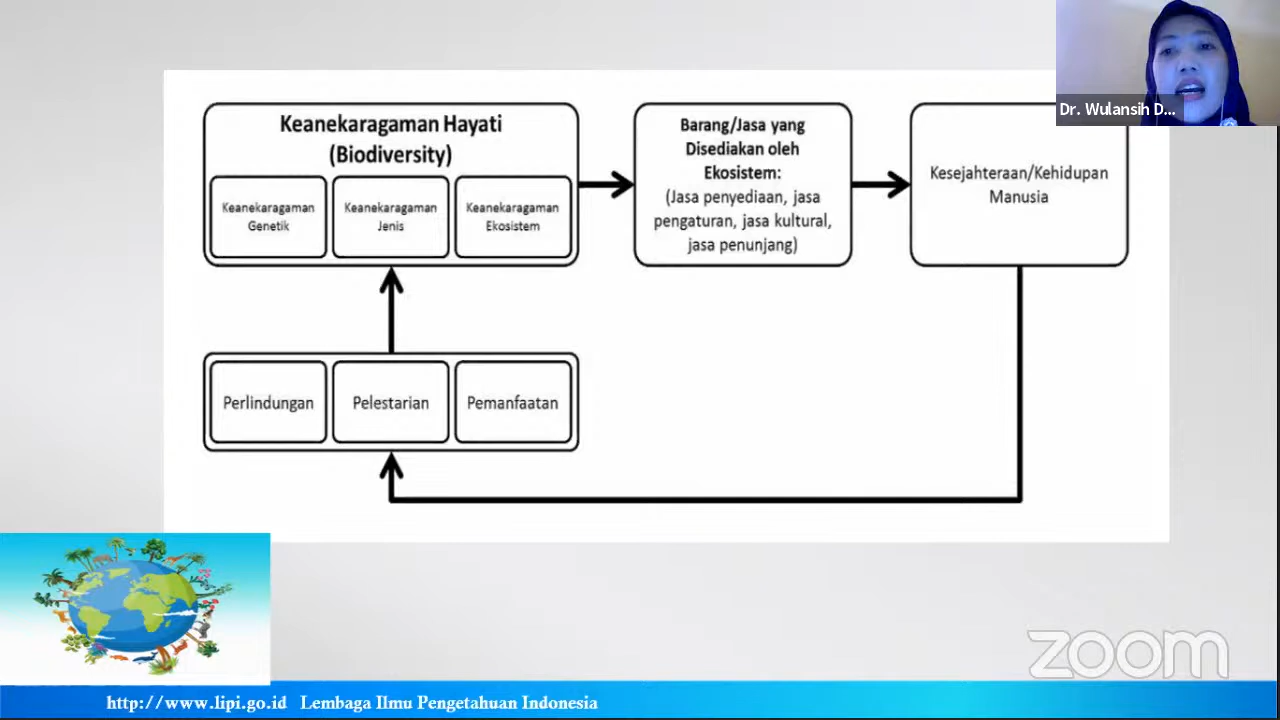 Dr. Wulansih D...
Keanekaragaman Hayati
(Biodiversity)
Keanekaragaman
Genetik
Keanekaragaman
Jenis
Keanekaragaman
Ekosistem
Barang/Jasa yang
Disediakan oleh
Ekosistem:
(Jasa penyediaan, jasa
pengaturan, jasa kultural,
jasa penunjang)
Kesejahteraan/Kehidupan
Manusia
Perlindungan
Pelestarian
Pemanfaatan
zoom
http://www.lipi.go.id Lembaga Ilmu Pengetahuan Indonesia